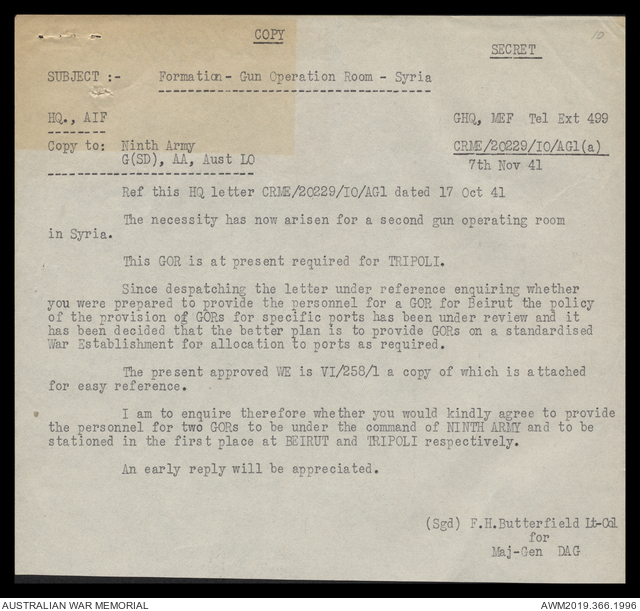 COPY
10
SECRET
SUBJECT :- Formation - Gun Operation Room - Syria
HQ., AIF GHQ, MEF Tel Ext 499
Copy to: Ninth Army CRME/20229/IO/AG1(a)
G(SD), AA, Aust LO 7th Nov 41
Ref this HQ letter CRME/20229/IO/AG1 dated 17 Oct 41
The necessity has now arisen for a second gun operating room
in Syria.
This GOR is at present required for TRIPOLI.
Since despatching the letter under reference enquiring whether
you were prepared to provide the personnel for a GOR for Beirut the policy
of the provision of GORs for specific ports has been under review and it
has been decided that the better plan is to provide GORs on a standardised
War Establishment for allocation to ports as required.
The present approved WE is VI/258/1 a copy of which is attached
for easy reference.
I am to enquire therefore whether you would kindly agree to provide
the personnel for two GORs to be under the command of NINTH ARMY and to be
stationed in the first place at BEIRUT and TRIPOLI respectively.
An early reply will be appreciated.
(Sgd) F.H.Butterfield Lt-Col
for
Maj-Gen DAG
AUSTRALIAN WAR MEMORIAL AWM2019.366.1996